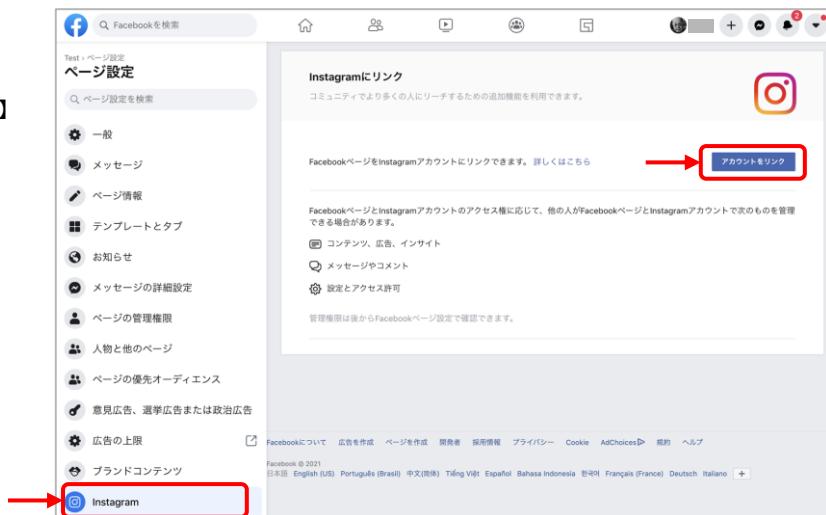 Facebookを検索
2
Test › ページ設定
ページ設定
ページ設定を検索
】
一般
メッセージ
ページ情報
テンプレートとタブ
お知らせ
メッセージの詳細設定
ページの管理権限
人物と他のページ
ページの優先オーディエンス
意見広告、選挙広告または政治広告
広告の上限
ブランドコンテンツ
Instagram
Instagramにリンク
コミュニティでより多くの人にリーチするための追加機能を利用できます。
FacebookページをInstagramアカウントにリンクできます。 詳しくはこちら
アカウントをリンク
FacebookページとInstagramアカウントのアクセス権に応じて、他の人がFacebookページとInstagramアカウントで次のものを管理
できる場合があります。
コンテンツ、広告、インサイト
メッセージやコメント
設定とアクセス許可
管理権限は後からFacebookページ設定で確認できます。
Facebookについて 広告を作成 ページを作成 開発者 採用情報 プライバシー Cookie AdChoices 規約 ヘルプ
Facebook © 2021
日本語 English (US) Português (Brasil) 中文(简体) Tiếng Việt Español Bahasa Indonesia 한국어 Français (France) Deutsch Italiano +